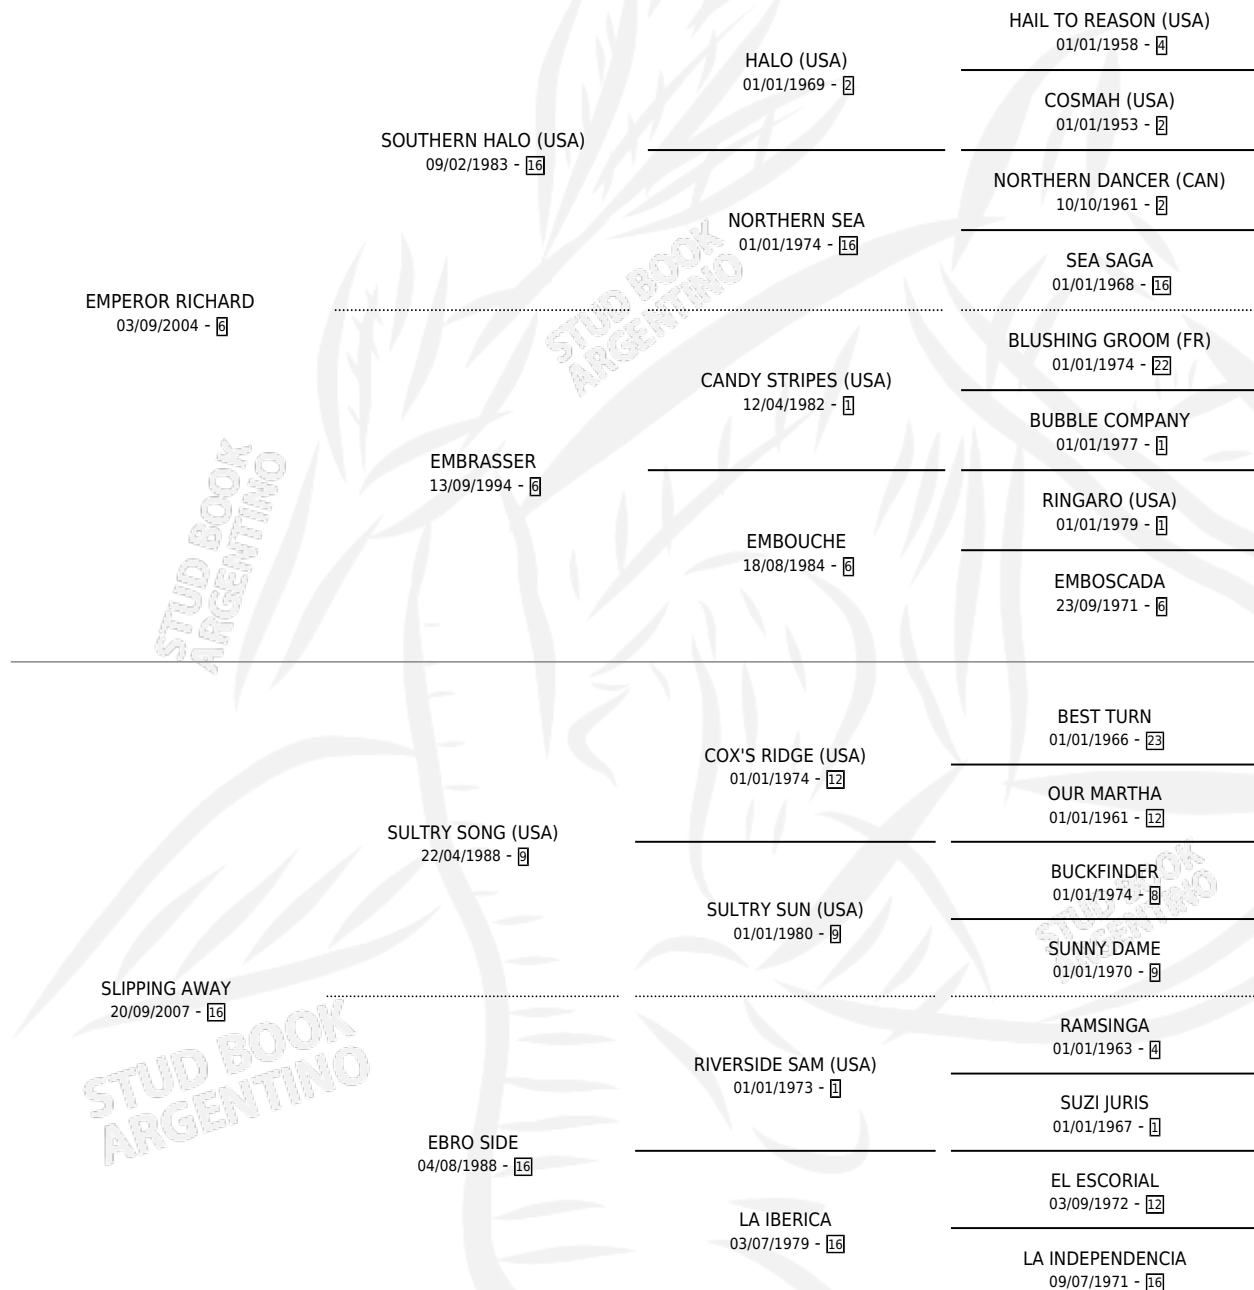 HAIL TO REASON (USA)
01/01/1958 - 4
HALO (USA)
01/01/1969 - 2
COSMAH (USA)
01/01/1953 - 2
SOUTHERN HALO (USA)
09/02/1983 - 16
NORTHERN DANCER (CAN)
10/10/1961 - 2
NORTHERN SEA
01/01/1974 - 16
SEA SAGA
01/01/1968 - 16
EMPEROR RICHARD
03/09/2004 - 6
BLUSHING GROOM (FR)
01/01/1974 - 22
CANDY STRIPES (USA)
12/04/1982 - 1
BUBBLE COMPANY
01/01/1977 - 1
EMBRASSER
13/09/1994 - 6
RINGARO (USA)
01/01/1979 - 1
EMBOUCHE
18/08/1984 - 6
EMBOSCADA
23/09/1971 - 6
BEST TURN
01/01/1966 - 23
COX'S RIDGE (USA)
01/01/1974 - 12
OUR MARTHA
01/01/1961 - 12
SULTRY SONG (USA)
22/04/1988 - 9
BUCKFINDER
01/01/1974 - 8
SULTRY SUN (USA)
01/01/1980 - 9
SUNNY DAME
01/01/1970 - 9
SLIPPING AWAY
20/09/2007 - 16
RAMSINGA
01/01/1963 - 4
RIVERSIDE SAM (USA)
01/01/1973 - 1
SUZI JURIS
01/01/1967 - 1
EBRO SIDE
04/08/1988 - 16
EL ESCORIAL
03/09/1972 - 12
LA IBERICA
03/07/1979 - 16
LA INDEPENDENCIA
09/07/1971 - 16
STUD BOOK
ARGENTINO
STUD BOOK
ARGENTINO
STUD BOOK
ARGENTINO
STUD BOOK
ARGENTINO